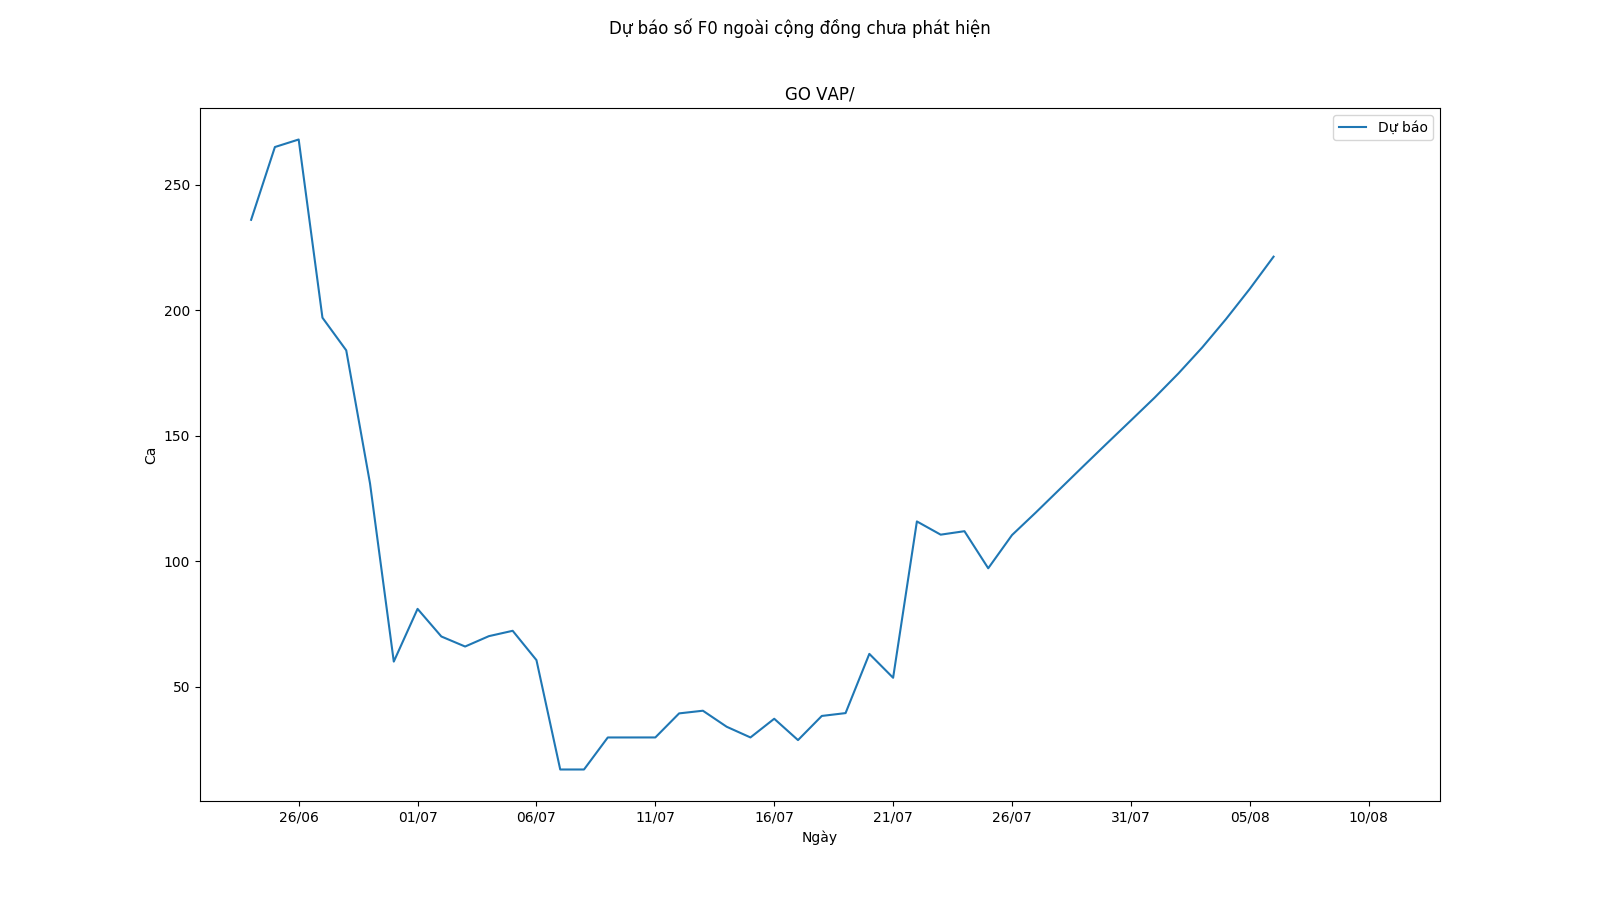 Dự báo số F0 ngoài cộng đồng chưa phát hiện
GO VAP/
Dự báo
250
200
150
100
50
Ca
26/06 01/07 06/07 11/07 16/07 21/07 26/07 31/07 05/08 10/08
Ngày